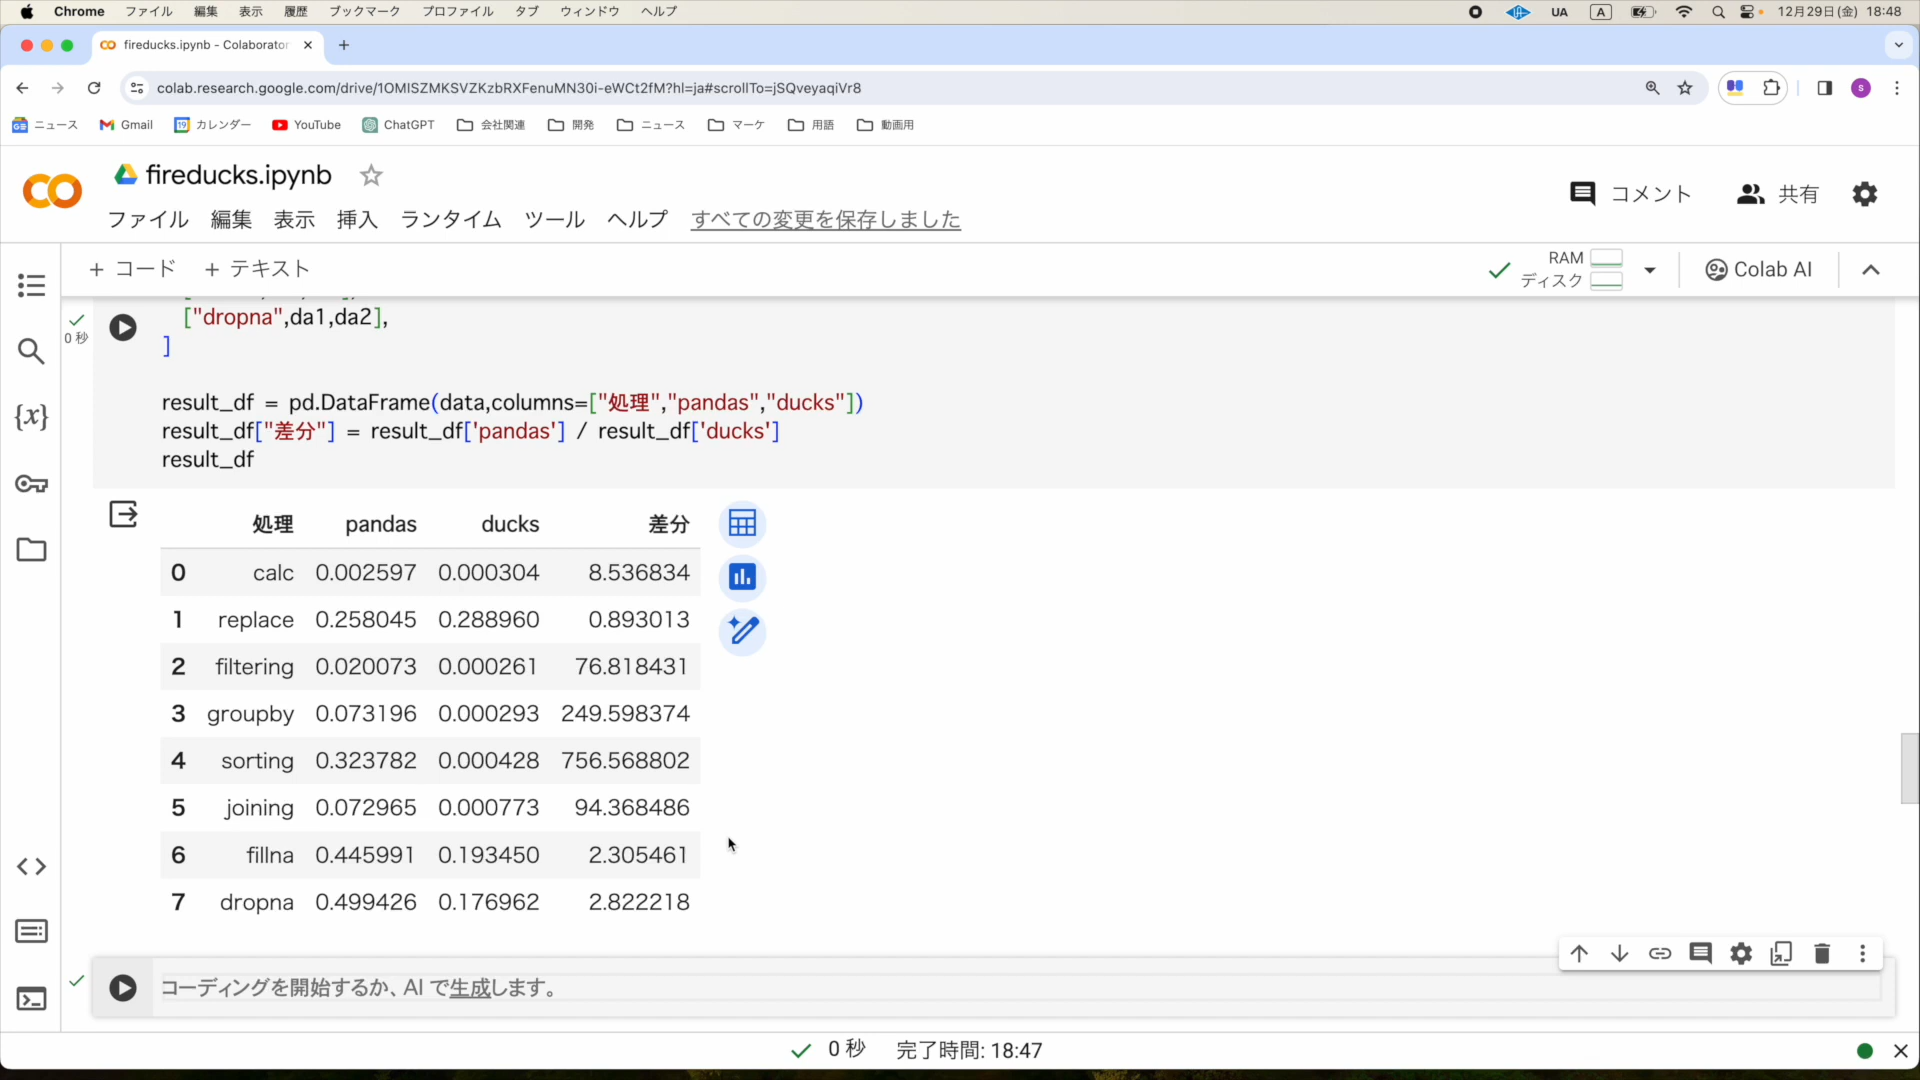 Chrome ファイル 編集 表示 履歴 ブックマーク プロファイル タブ ウィンドウ ヘルプ UA A 12月29日(金) 18:48
fireducks.ipynb - Colaborator
colab.research.google.com/drive/1OMISZMKSVZKzbRXFenuMN30i-eWCt2fM?hl=ja#scrollTo=jSQveyaqiVr8 s
ニュース Gmail カレンダー YouTube ChatGPT 会社関連 開発 ニュース マーケ 用語 動画用
fireducks.ipynb
コメント 共有
ファイル 編集 表示 挿入 ランタイム ツール ヘルプ すべての変更を保存しました
+ コード + テキスト RAM
ディスク Colab AI
["dropna",da1,da2],
0 秒
]
result_df = pd.DataFrame(data,columns=["処理","pandas","ducks"])
result_df["差分"] = result_df['pandas'] / result_df['ducks']
result_df
処理 pandas ducks 差分
0 calc 0.002597 0.000304 8.536834
1 replace 0.258045 0.288960 0.893013
2 filtering 0.020073 0.000261 76.818431
3 groupby 0.073196 0.000293 249.598374
4 sorting 0.323782 0.000428 756.568802
5 joining 0.072965 0.000773 94.368486
6 fillna 0.445991 0.193450 2.305461
7 dropna 0.499426 0.176962 2.822218
コーディングを開始するか、AI で生成します。
0 秒 完了時間: 18:47